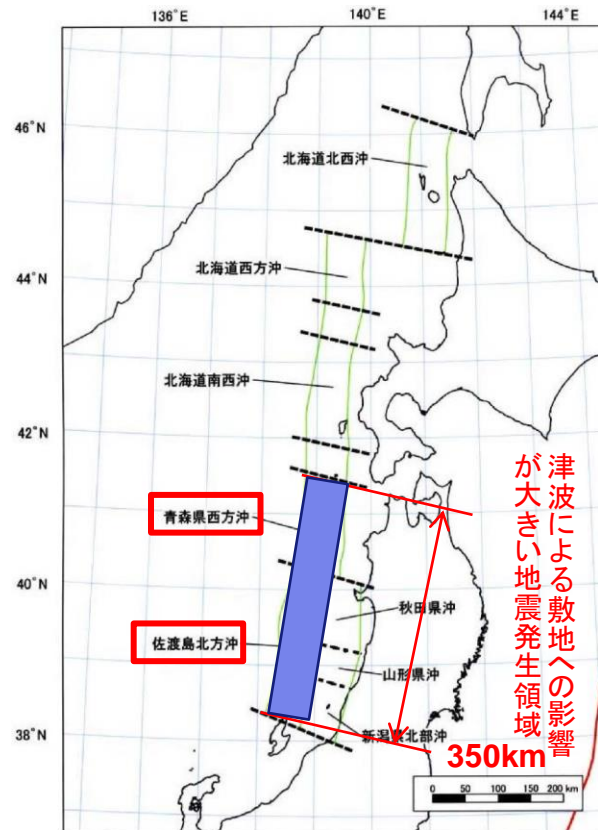 136°E
140°E
144°E
46°N
北海道北西沖
44°N
北海道西方沖
北海道南西沖
42°N
津波による敷地への影響
が大きい地震発生領域
青森県西方沖
40°N
秋田県沖
佐渡島北方沖
山形県沖
38°N
新潟県北部沖
350km
0 50 100 150 200 km